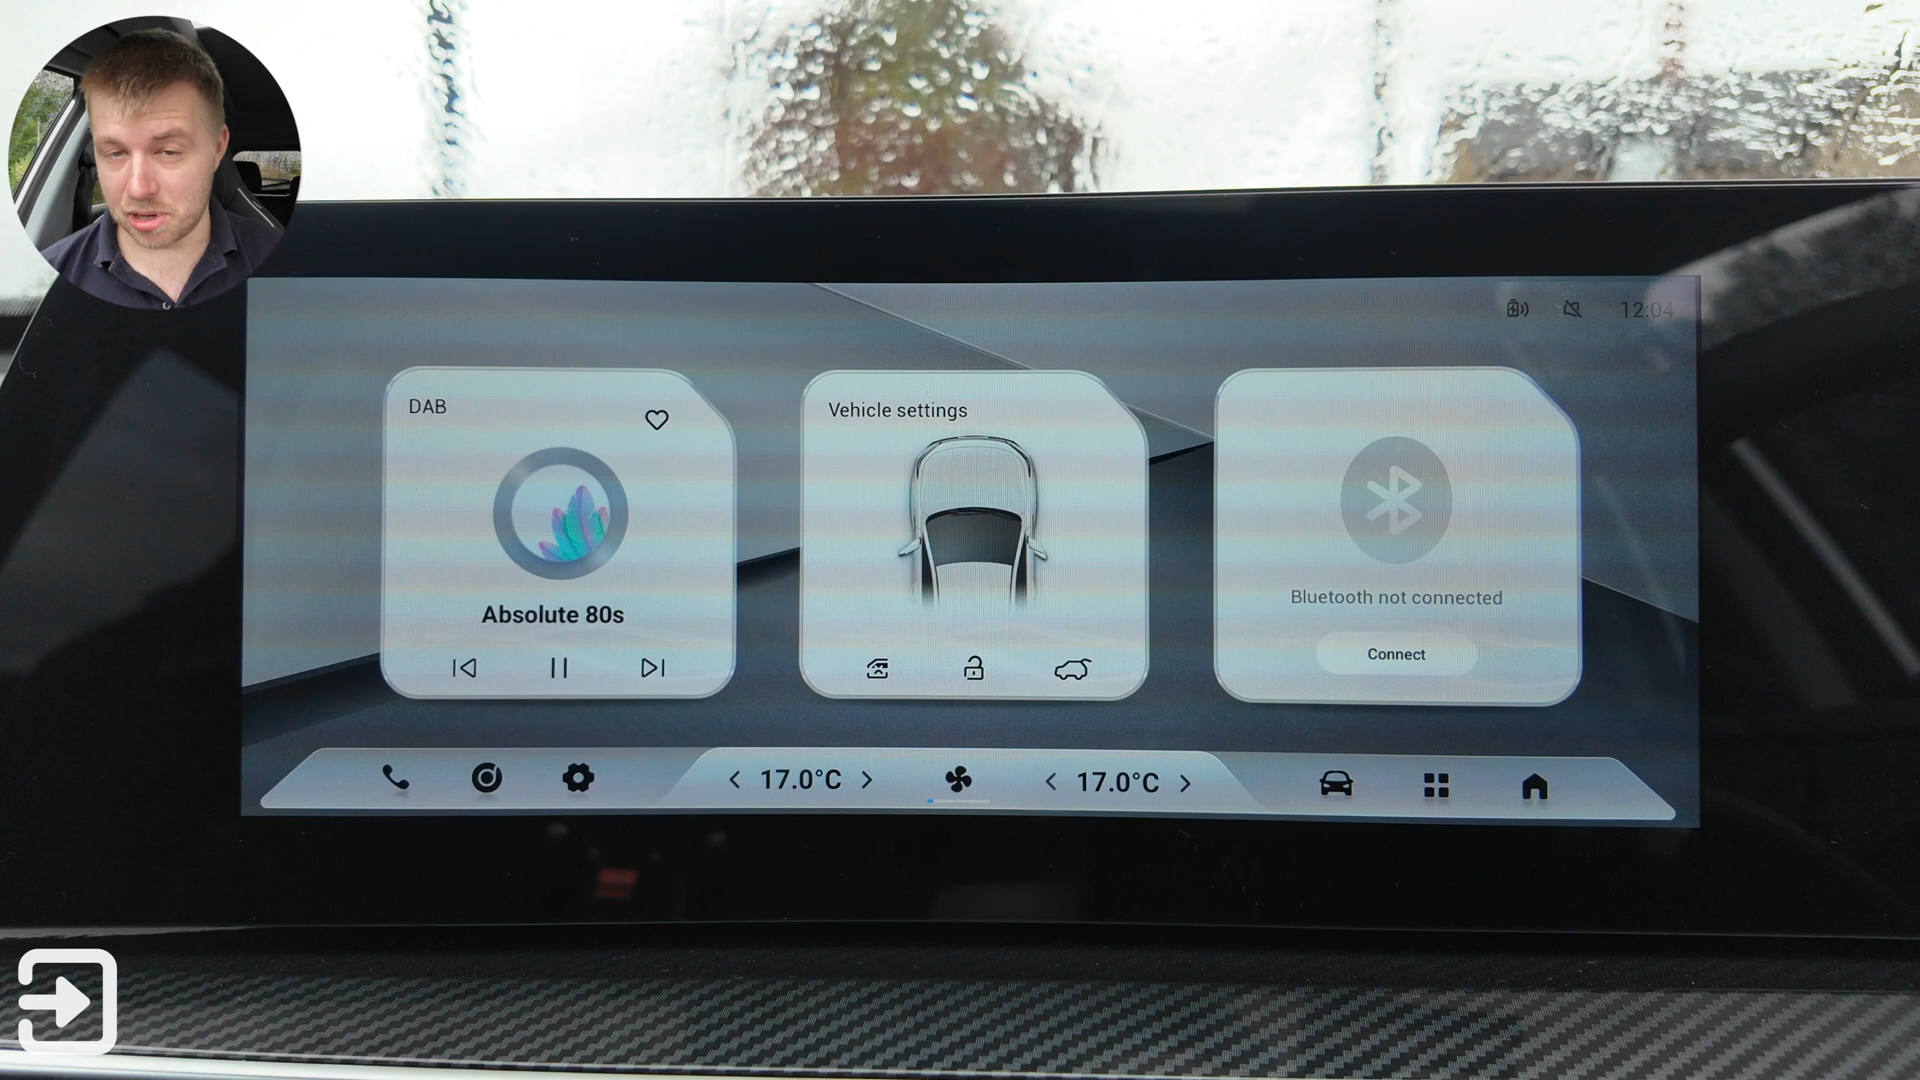 12:04
DAB
Absolute 80s
Vehicle settings
Bluetooth not connected
Connect
17.0°C
17.0°C